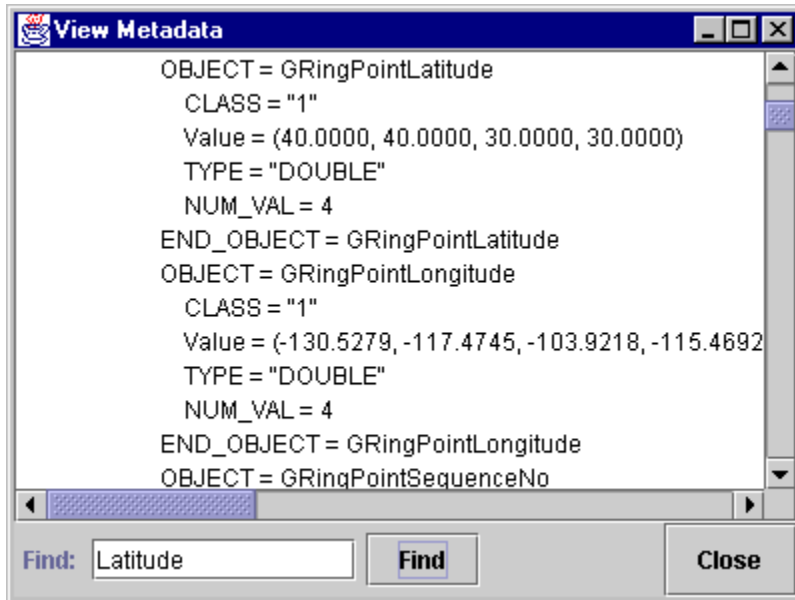 View Metadata
OBJECT = GRingPointLatitude
CLASS = "1"
Value = (40.0000, 40.0000, 30.0000, 30.0000)
TYPE = "DOUBLE"
NUM_VAL = 4
END_OBJECT = GRingPointLatitude
OBJECT = GRingPointLongitude
CLASS = "1"
Value = (-130.5279, -117.4745, -103.9218, -115.4692
TYPE = "DOUBLE"
NUM_VAL = 4
END_OBJECT = GRingPointLongitude
OBJECT = GRingPointSequenceNo
Find: Latitude Find Close